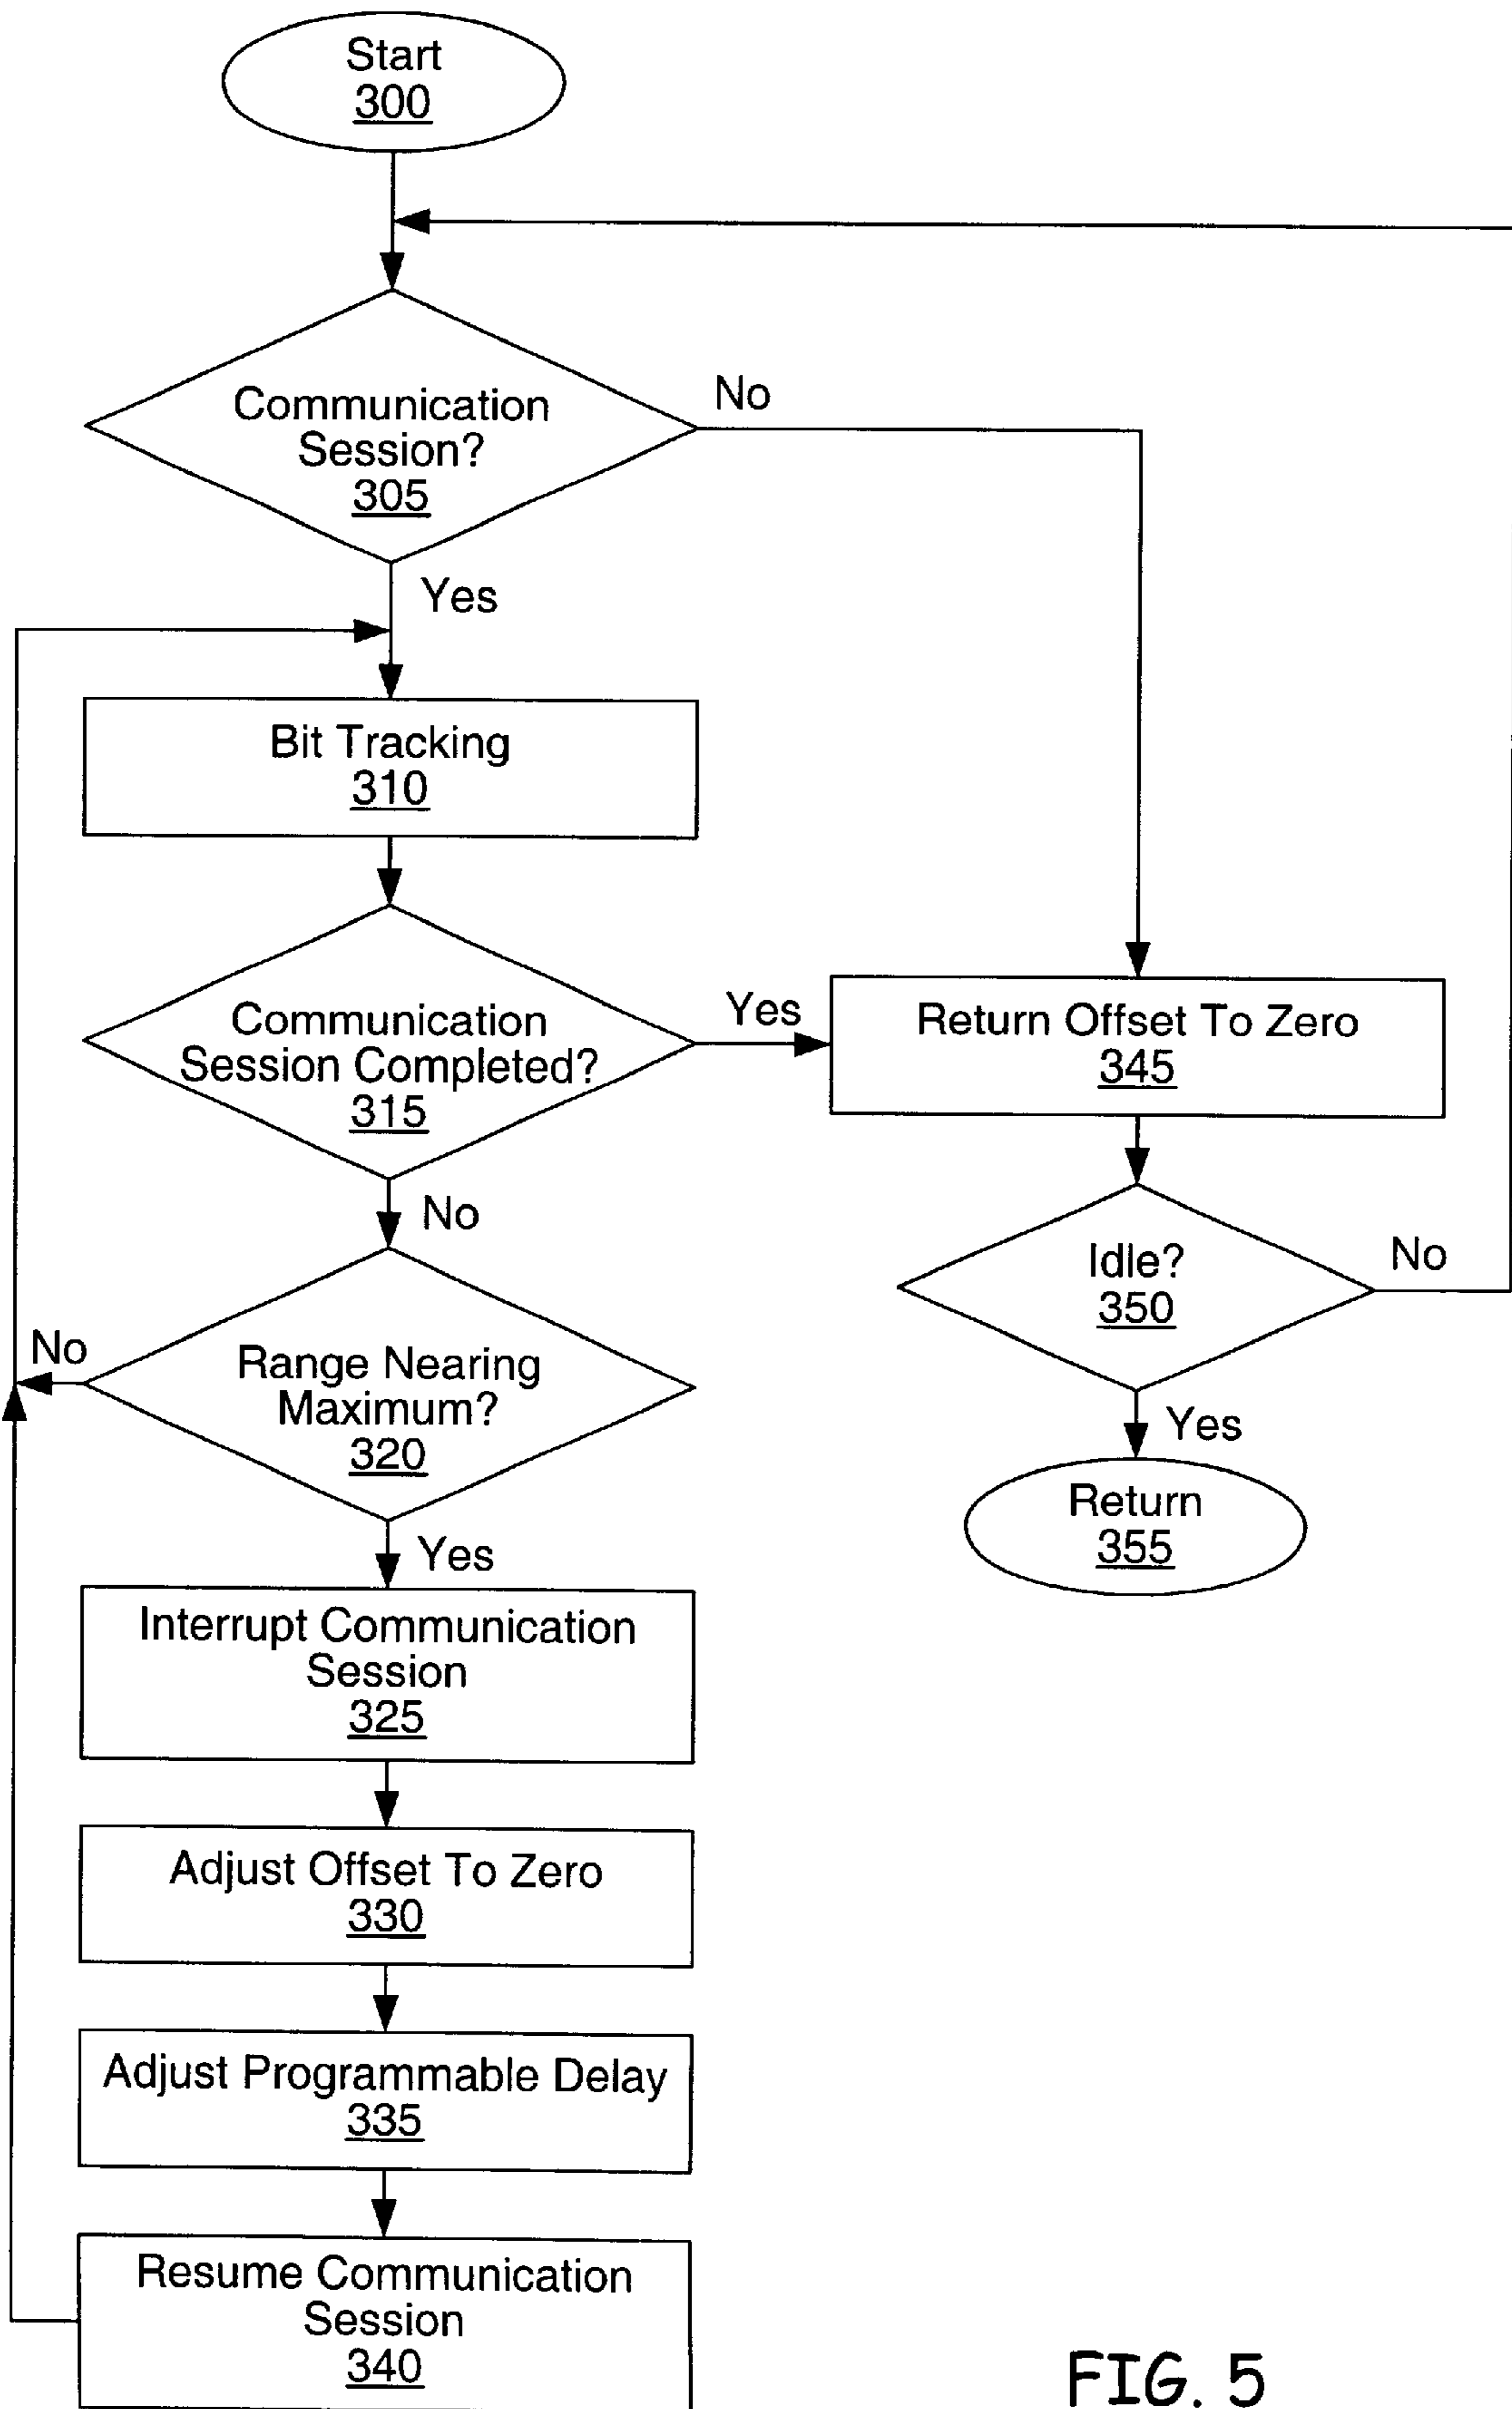 Start
300
Communication
Session?
305
No
Yes
Bit Tracking
310
Communication
Session Completed?
315
Yes
Return Offset To Zero
345
No
Idle?
350
No
Range Nearing
Maximum?
320
No
Yes
Return
355
Yes
Interrupt Communication
Session
325
Adjust Offset To Zero
330
Adjust Programmable Delay
335
Resume Communication
Session
340
FIG. 5